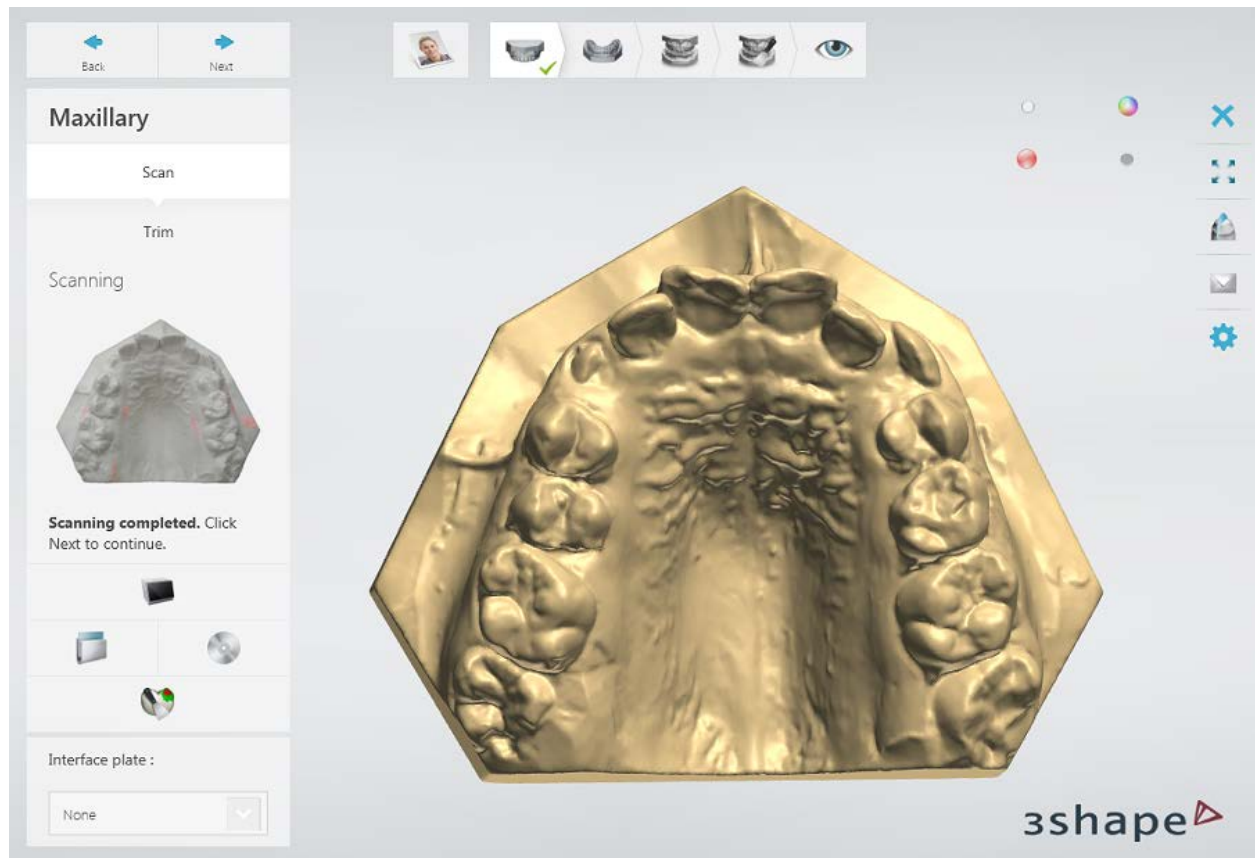 Back
Next
Maxillary
Scan
Trim
Scanning
Scanning completed. Click
Next to continue.
Interface plate :
None
3shape